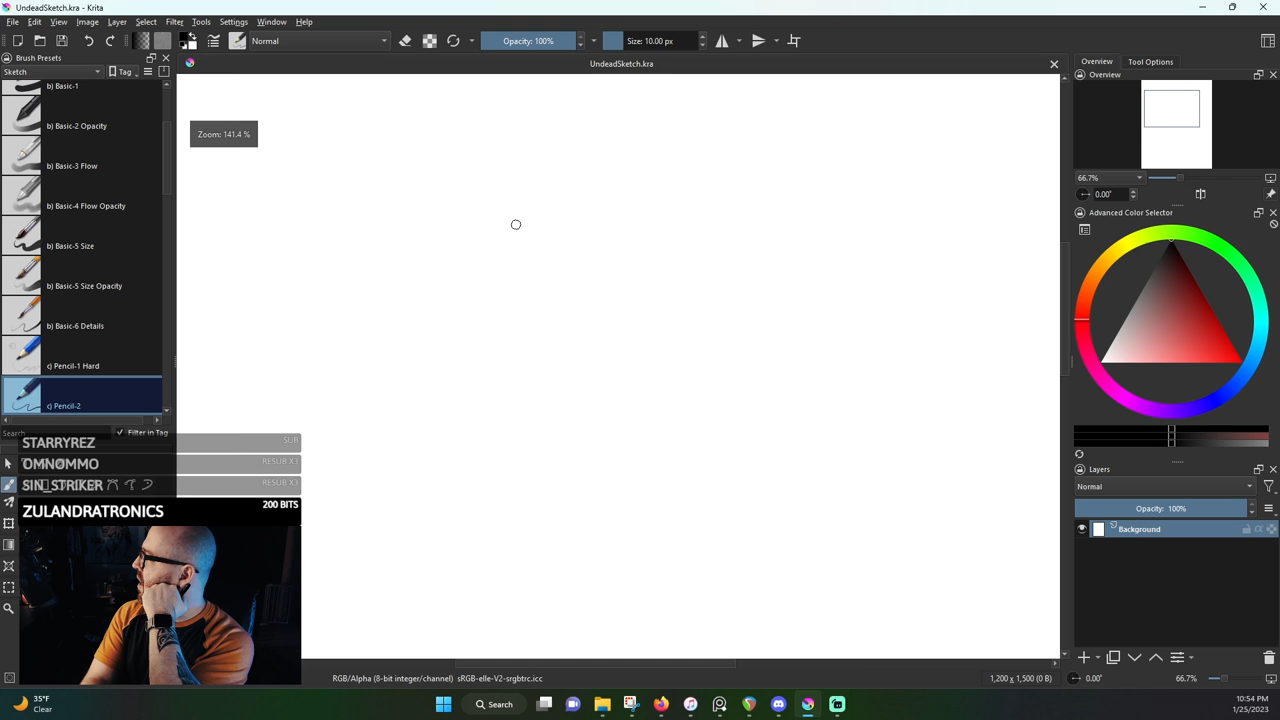 UndeadSketch.kra - Krita
File Edit View Image Layer Select Filter Tools Settings Window Help
Normal
Opacity: 100%
Size: 10.00 px
Brush Presets
Sketch
Tag
b) Basic-1
b) Basic-2 Opacity
b) Basic-3 Flow
b) Basic-4 Flow Opacity
b) Basic-5 Size
b) Basic-5 Size Opacity
b) Basic-6 Details
c) Pencil-1 Hard
c) Pencil-2
Search
Filter in Tag
UndeadSketch.kra
Zoom: 141.4 %
STARRYREZ SUB
OMNOMMO RESUB X3
SIN_STRIKER RESUB X3
ZULANDRATRONICS 200 BITS
Overview Tool Options
Overview
66.7%
0.00°
Advanced Color Selector
Layers
Normal
Opacity: 100%
Background
RGB/Alpha (8-bit integer/channel) sRGB-elle-V2-srgbtrc.icc
1,200 x 1,500 (0 B)
0.00°
66.7%
35°F
Clear
Search
10:54 PM
1/25/2023